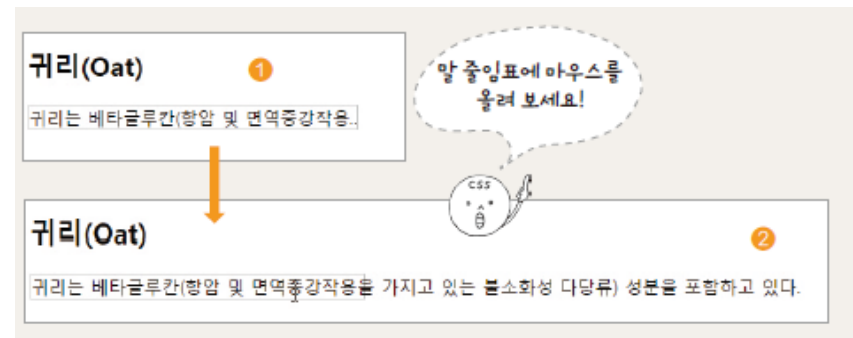 귀리(Oat)
1
귀리는 베타글루칸(항암 및 면역증강작용..
말 줄임표에 마우스를
올려 보세요!
CSS
귀리(Oat)
2
귀리는 베타글루칸(항암 및 면역증강작용을 가지고 있는 불소화성 다당류) 성분을 포함하고 있다.